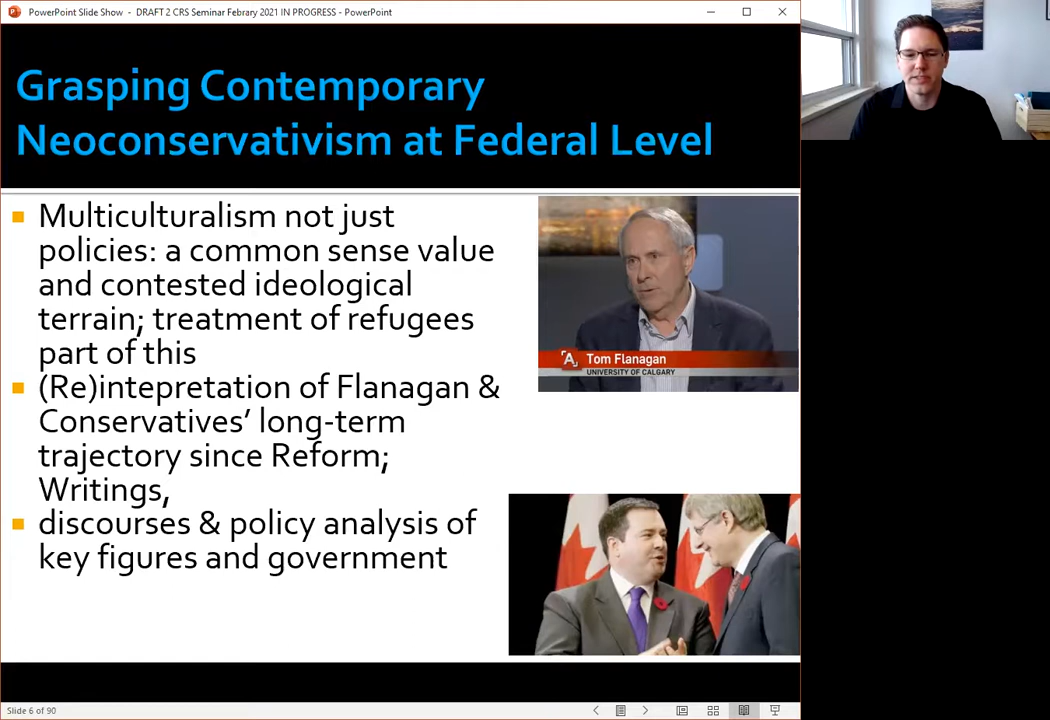 PowerPoint Slide Show - DRAFT 2 CRS Seminar Febrary 2021 IN PROGRESS - PowerPoint
Grasping Contemporary
Neoconservativism at Federal Level
Multiculturalism not just
policies: a common sense value
and contested ideological
terrain; treatment of refugees
part of this
(Re)intepretation of Flanagan &
Conservatives’ long-term
trajectory since Reform;
Writings,
discourses & policy analysis of
key figures and government
A
Tom Flanagan
UNIVERSITY OF CALGARY
Slide 6 of 90